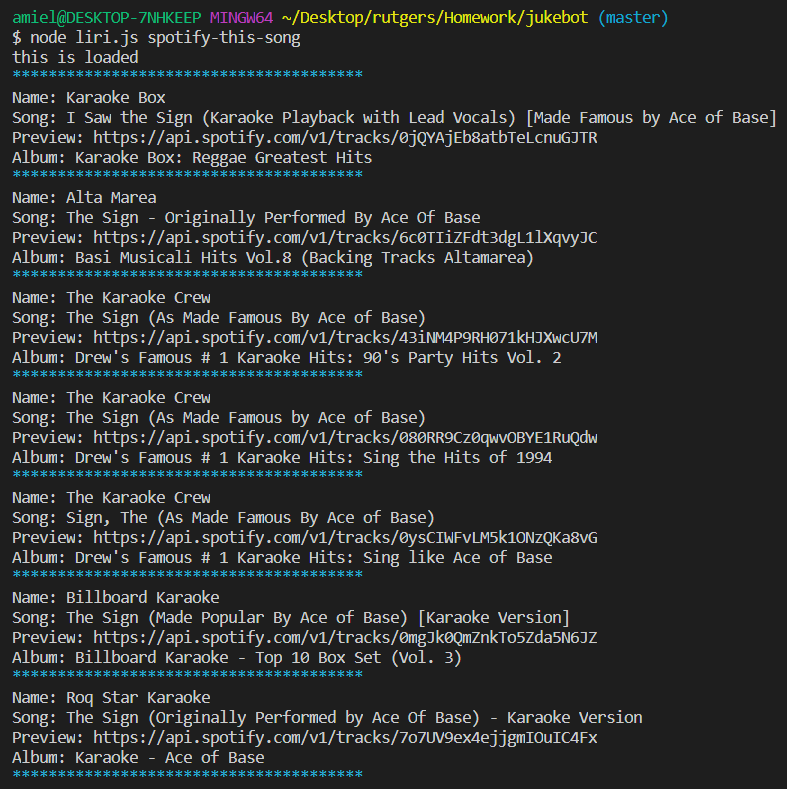 amiel@DESKTOP-7NHKEEP MINGW64 ~/Desktop/rutgers/Homework/jukebot (master)
$ node liri.js spotify-this-song
this is loaded
***************************************
Name: Karaoke Box
Song: I Saw the Sign (Karaoke Playback with Lead Vocals) [Made Famous by Ace of Base]
Preview: https://api.spotify.com/v1/tracks/0jQYAjEb8atbTeLcnuGJTR
Album: Karaoke Box: Reggae Greatest Hits
***************************************
Name: Alta Marea
Song: The Sign - Originally Performed By Ace Of Base
Preview: https://api.spotify.com/v1/tracks/6c0TIiZFdt3dgL1lXqvyJC
Album: Basi Musicali Hits Vol.8 (Backing Tracks Altamarea)
***************************************
Name: The Karaoke Crew
Song: The Sign (As Made Famous By Ace of Base)
Preview: https://api.spotify.com/v1/tracks/43iNM4P9RH071kHJXwcU7M
Album: Drew's Famous # 1 Karaoke Hits: 90's Party Hits Vol. 2
***************************************
Name: The Karaoke Crew
Song: The Sign (As Made Famous by Ace of Base)
Preview: https://api.spotify.com/v1/tracks/080RR9Cz0qwvOBYE1RuQdw
Album: Drew's Famous # 1 Karaoke Hits: Sing the Hits of 1994
***************************************
Name: The Karaoke Crew
Song: Sign, The (As Made Famous By Ace of Base)
Preview: https://api.spotify.com/v1/tracks/0ysCIWFvLM5k1ONzQKa8vG
Album: Drew's Famous # 1 Karaoke Hits: Sing like Ace of Base
***************************************
Name: Billboard Karaoke
Song: The Sign (Made Popular By Ace of Base) [Karaoke Version]
Preview: https://api.spotify.com/v1/tracks/0mgJk0QmZnkTo5Zda5N6JZ
Album: Billboard Karaoke - Top 10 Box Set (Vol. 3)
***************************************
Name: Roq Star Karaoke
Song: The Sign (Originally Performed by Ace Of Base) - Karaoke Version
Preview: https://api.spotify.com/v1/tracks/7o7UV9ex4ejjgmIOuIC4Fx
Album: Karaoke - Ace of Base
***************************************